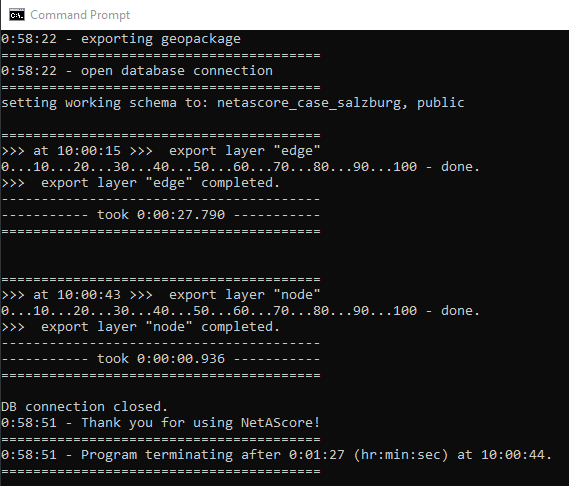 Command Prompt
0:58:22 - exporting geopackage
========================================
0:58:22 - open database connection
========================================
setting working schema to: netascore_case_salzburg, public
========================================
>>> at 10:00:15 >>>  export layer "edge"
0...10...20...30...40...50...60...70...80...90...100 - done.
>>>  export layer "edge" completed.
----------------------------------------
----------- took 0:00:27.790 -----------
========================================
========================================
>>> at 10:00:43 >>>  export layer "node"
0...10...20...30...40...50...60...70...80...90...100 - done.
>>>  export layer "node" completed.
----------------------------------------
----------- took 0:00:00.936 -----------
========================================
DB connection closed.
0:58:51 - Thank you for using NetAScore!
========================================
0:58:51 - Program terminating after 0:01:27 (hr:min:sec) at 10:00:44.
========================================